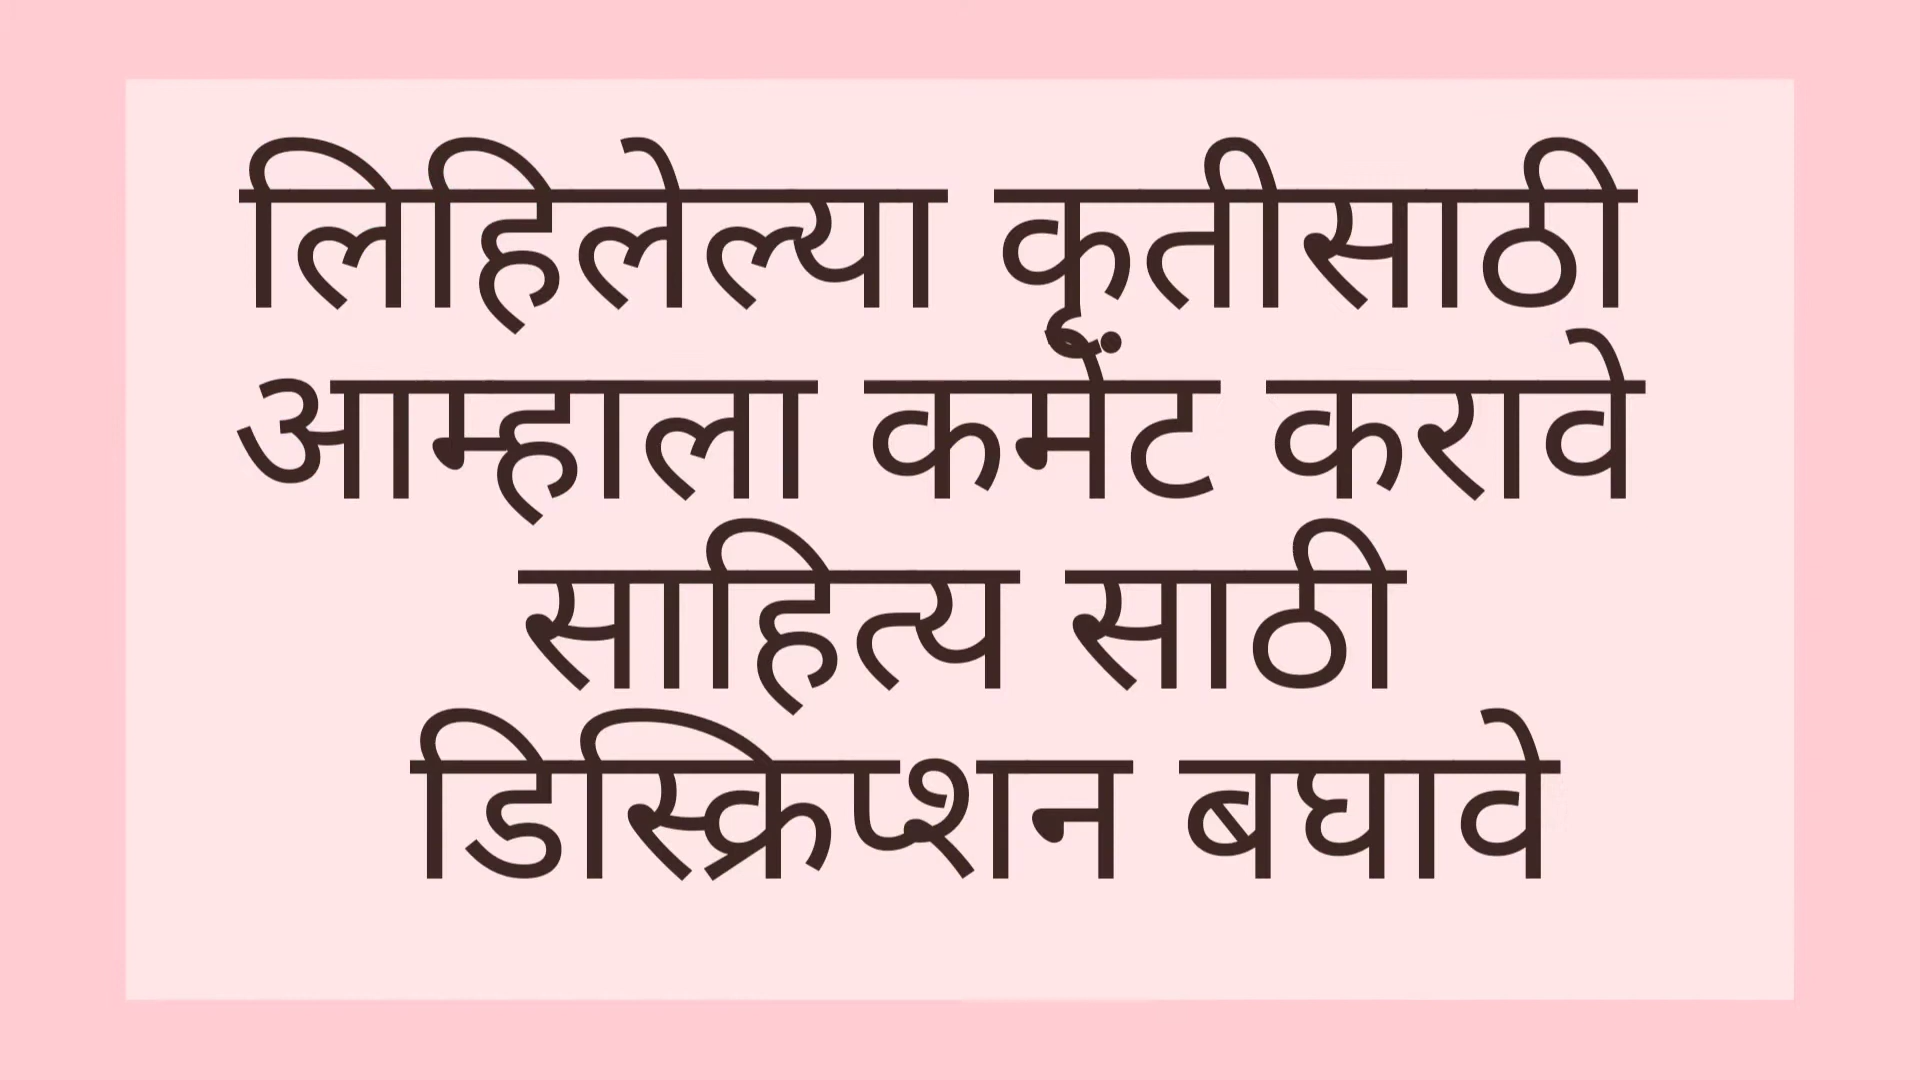 लिहिलेल्या कृतीसाठी
आम्हाला कमेंट करावे
साहित्य साठी
डिस्क्रिप्शन बघावे